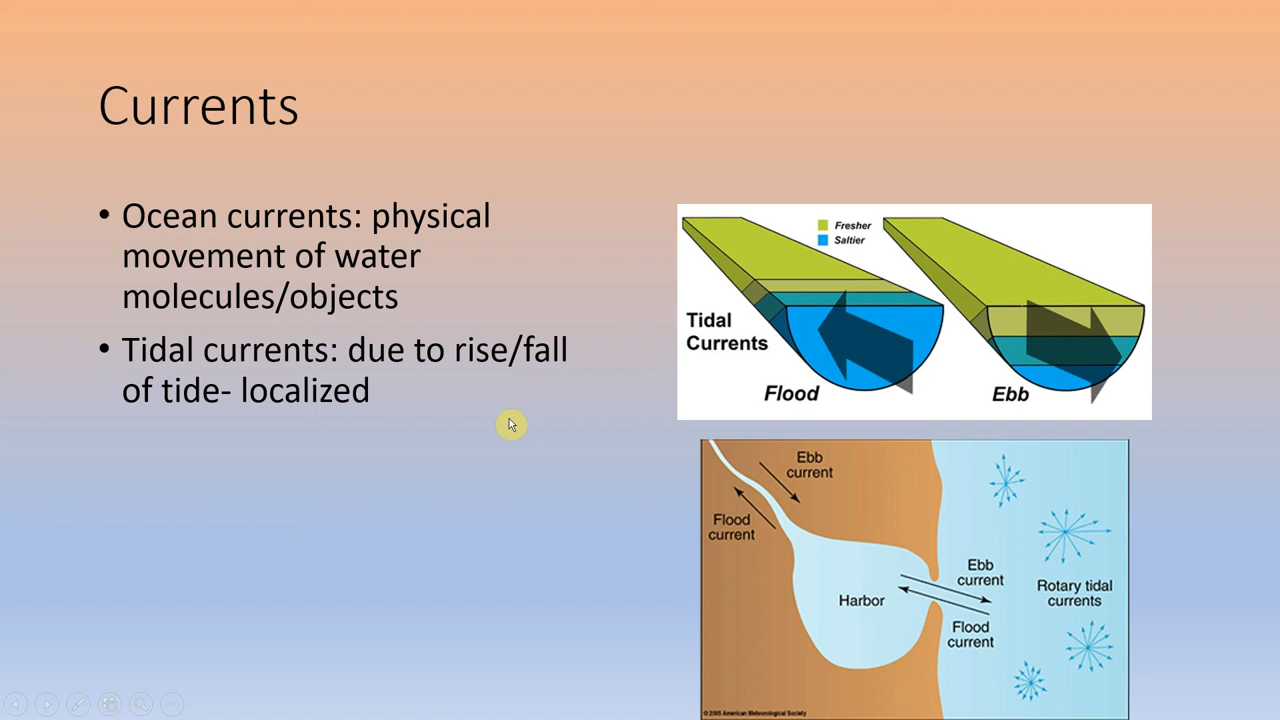 Currents
• Ocean currents: physical
movement of water
molecules/objects
• Tidal currents: due to rise/fall
of tide- localized
Fresher
Saltier
Tidal
Currents
Flood
Ebb
Ebb
current
Flood
current
Harbor
Ebb
current
Flood
current
Rotary tidal
currents
© 2005 American Meteorological Society